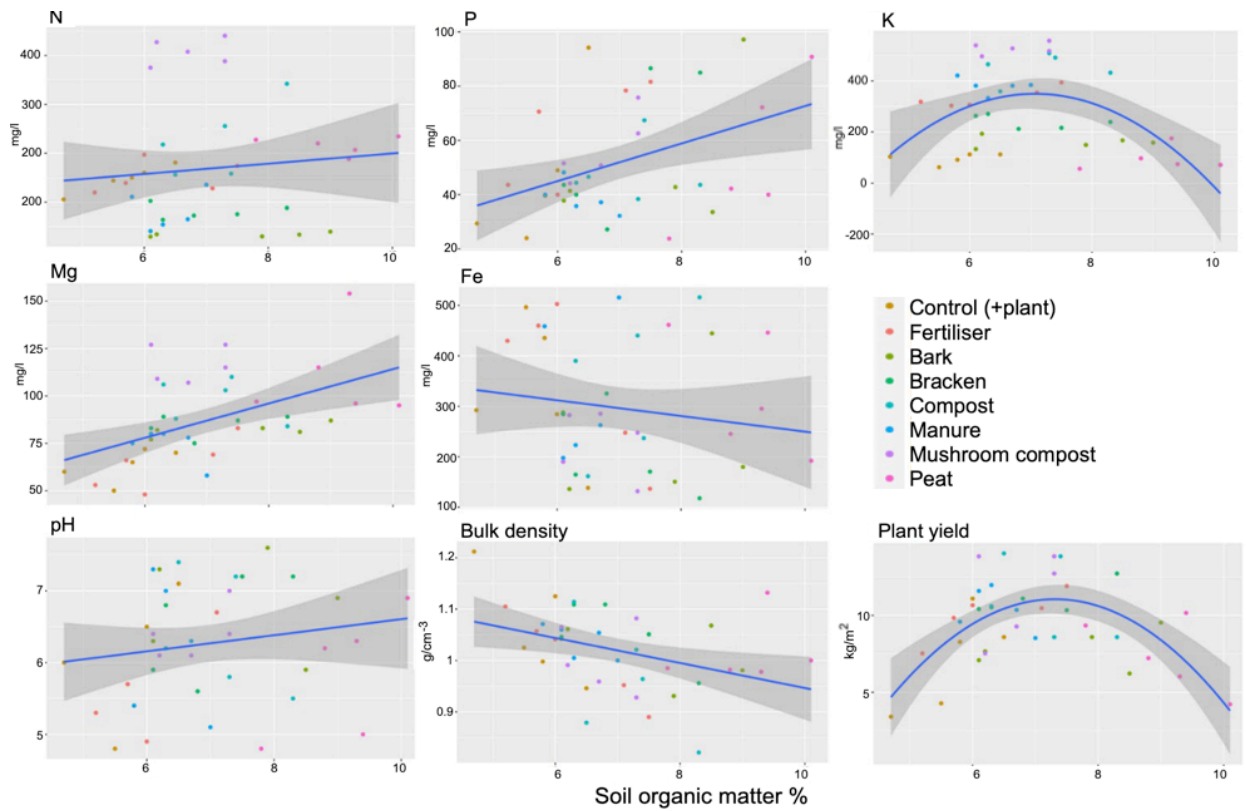 N
400
300
200
200
mg/l
6
8
10
P
100
80
60
40
20
mg/l
6
8
10
K
400
200
0
-200
mg/l
6
8
10
Mg
150
125
100
75
50
mg/l
6
8
10
Fe
500
400
300
200
100
mg/l
6
8
10
Control (+plant)
Fertiliser
Bark
Bracken
Compost
Manure
Mushroom compost
Peat
pH
7
6
5
6
8
10
Bulk density
1.2
1.1
1.0
0.9
g/cm-3
6
8
10
Plant yield
10
5
kg/m2
6
8
10
Soil organic matter %